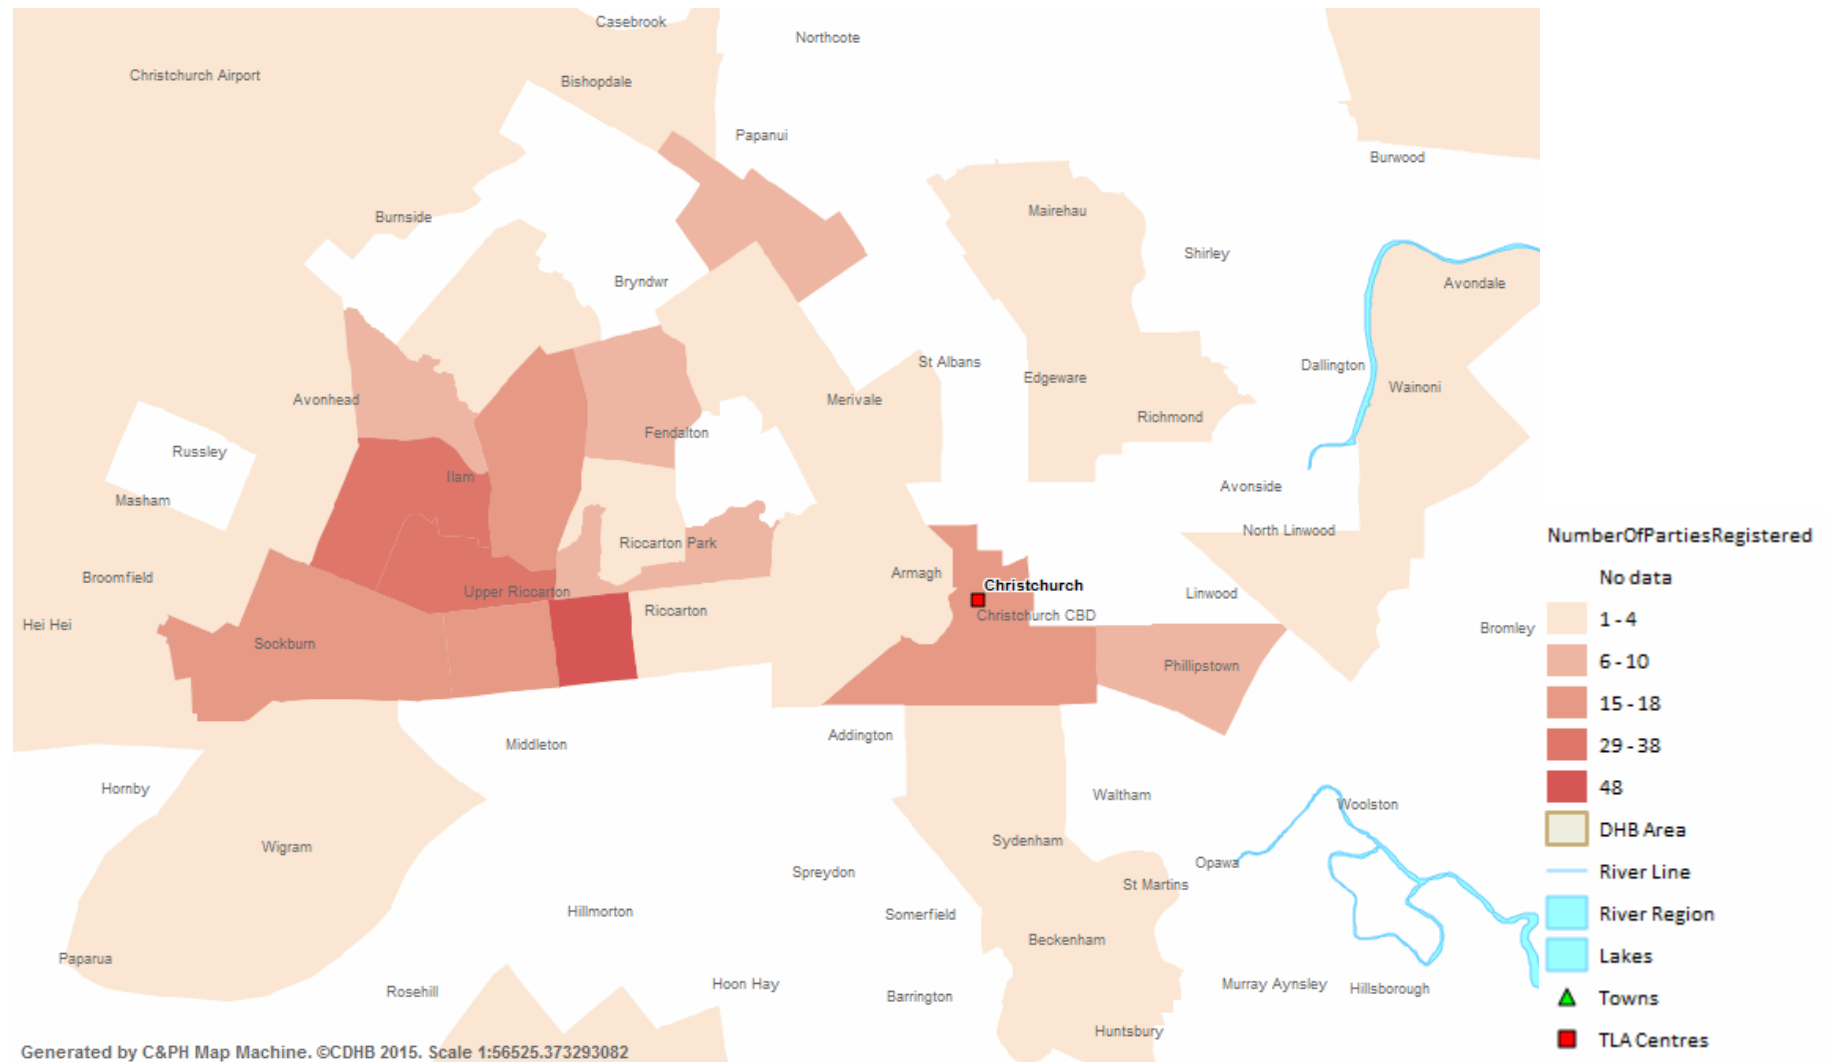 Casebrook
Northcote
Christchurch Airport
Bishopdale
Papanui
Burwood
Burnside
Mairehau
Shirley
Bryndwr
Avondale
St Albans
Dallington
Edgeware
Wainoni
Avonhead
Merivale
Richmond
Fendalton
Russley
Ilam
Masham
Avonside
North Linwood
Riccarton Park
Armagh
Broomfield
Christchurch
Upper Riccarton
Linwood
Riccarton
Christchurch CBD
Hei Hei
Bromley
Sockburn
Phillipstown
Addington
Middleton
Hornby
Waltham
Woolston
Sydenham
Wigram
Opawa
Spreydon
St Martins
Hillmorton
Somerfield
Beckenham
Paparua
Hoon Hay
Murray Aynsley
Hillsborough
Rosehill
Barrington
Huntsbury
Generated by C&PH Map Machine. ©CDHB 2015. Scale 1:56525.373293082
NumberOfPartiesRegistered
No data
1 - 4
6 - 10
15 - 18
29 - 38
48
DHB Area
River Line
River Region
Lakes
Towns
TLA Centres